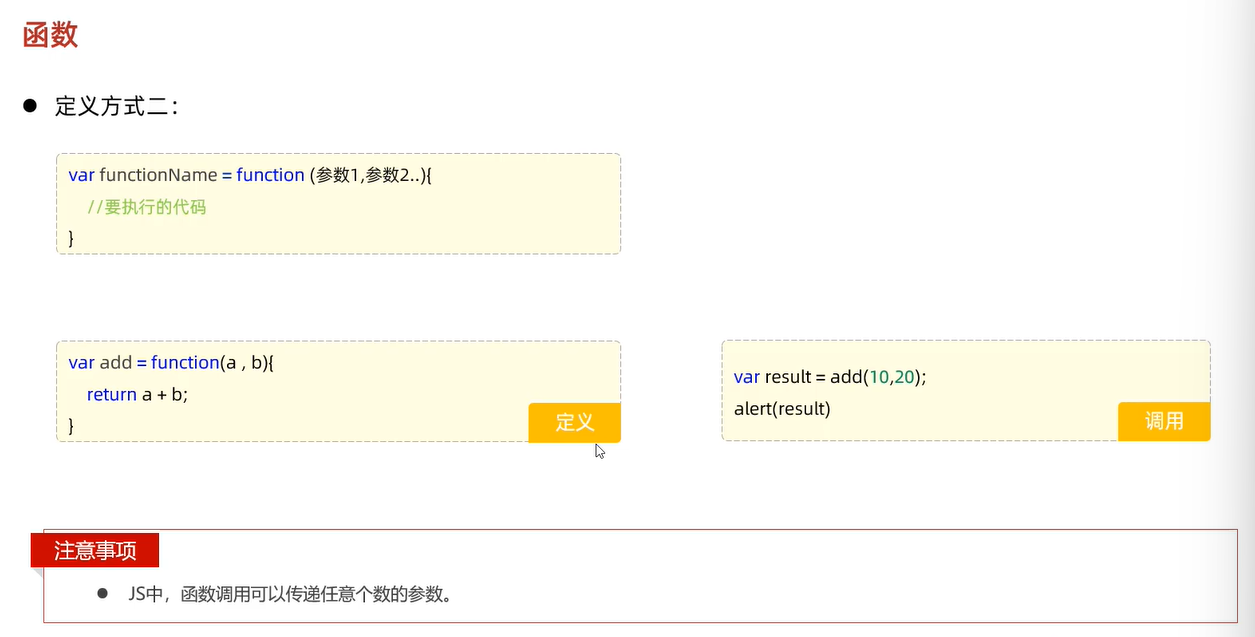 函数
● 定义方式二：
var functionName = function (参数1,参数2..){
//要执行的代码
}
var add = function(a , b){
return a + b;
}
定义
var result = add(10,20);
alert(result)
调用
注意事项
● JS中，函数调用可以传递任意个数的参数。